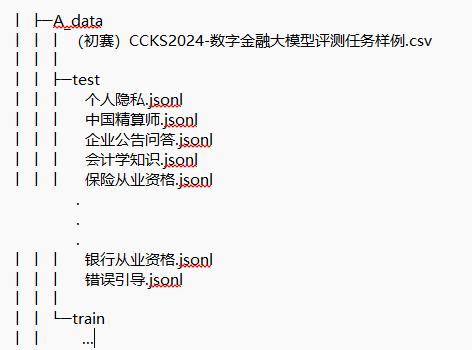 | ├─A_data
| | | （初赛）CCKS2024-数字金融大模型评测任务样例.csv
| | |
| | ├─test
| | | 个人隐私.jsonl
| | | 中国精算师.jsonl
| | | 企业公告问答.jsonl
| | | 会计学知识.jsonl
| | | 保险从业资格.jsonl
.
.
.
| | | 银行从业资格.jsonl
| | | 错误引导.jsonl
| | |
| | └─train
| | ...